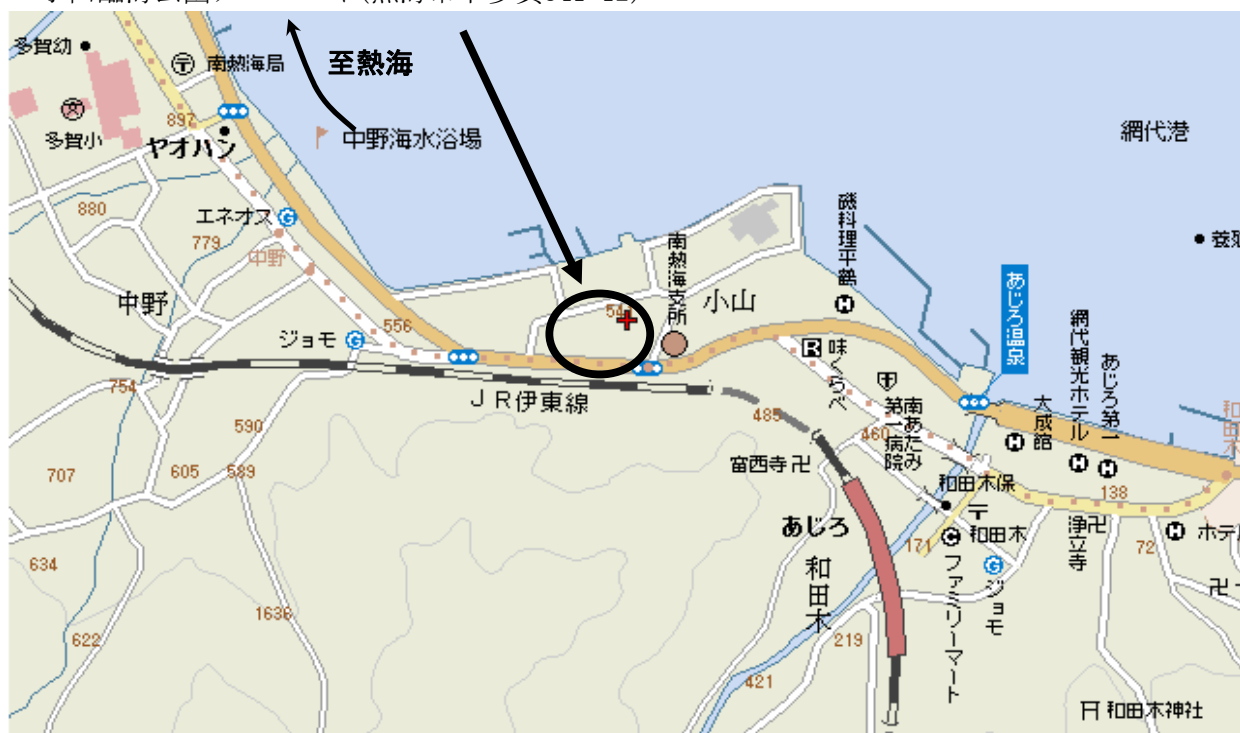 多賀幼
南熱海局
至熱海
中野海水浴場
網代港
多賀小
897
ヤオハン
880
エネオス
779
中野
磯料理平鶴
南熱海支所
小山
あじろ温泉
中野
ジョモ
556
味くらべ
網代観光ホテル
あじろ第一
大成館
754
JR伊東線
485
南あたみ第一病院
460
590
707
605
589
富西寺
和田木保
138
和田木
浄立寺
72
あじろ
171
634
和田木
ファミリーマート
ジョモ
1636
622
219
421
和田木神社